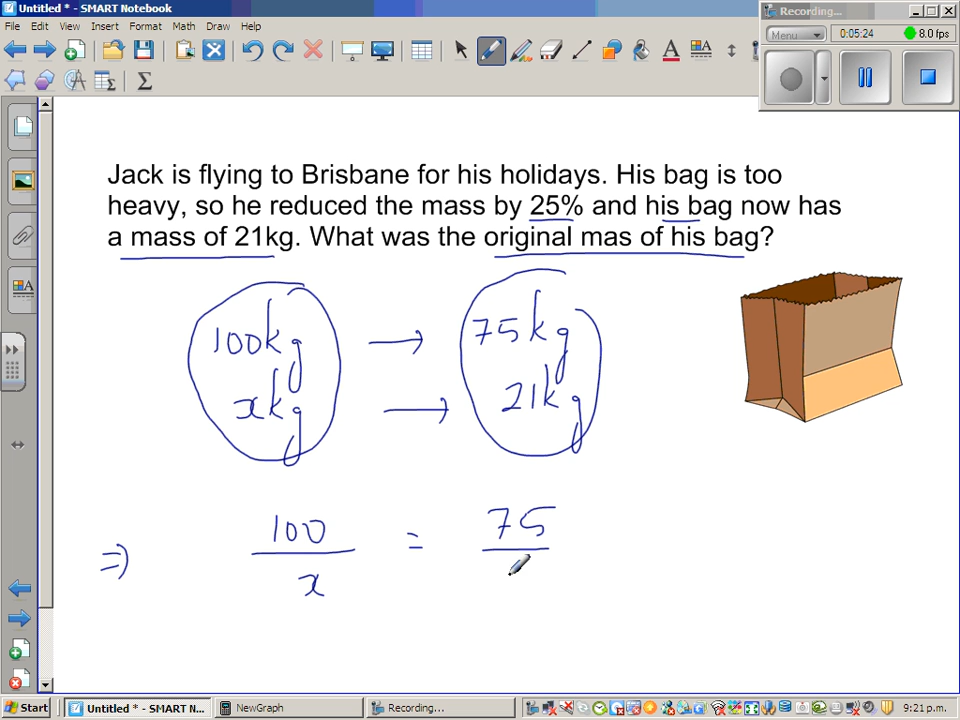 Untitled * - SMART Notebook
Recording...
File Edit View Insert Format Math Draw Help
Menu 0:05:24 8.0 fps
Jack is flying to Brisbane for his holidays. His bag is too
heavy, so he reduced the mass by 25% and his bag now has
a mass of 21kg. What was the original mas of his bag?
100kg → 75kg
xkg → 21kg
⇒ 100/x = 75/
Start Untitled * - SMART N... NewGraph Recording... 9:21 p.m.